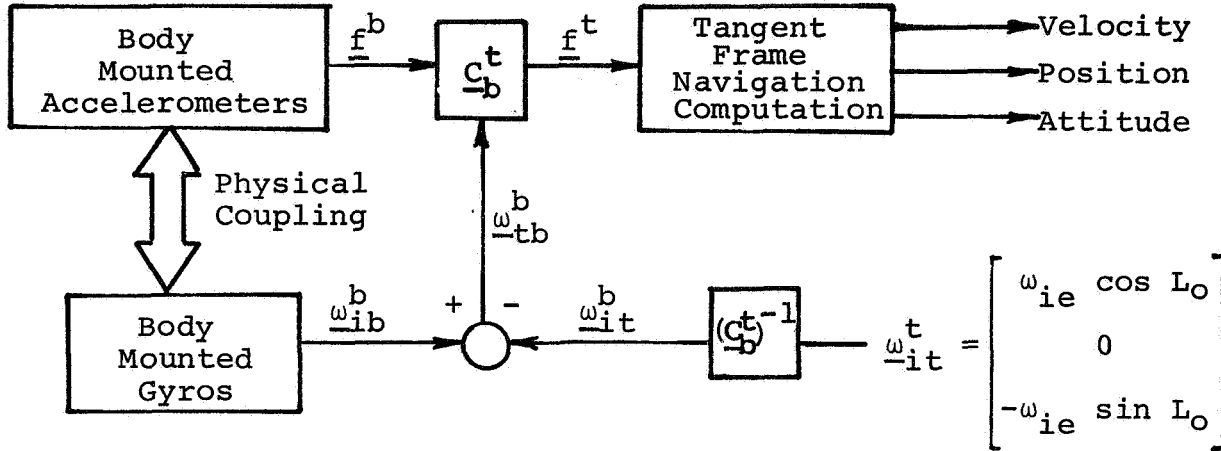 Body
Mounted
Accelerometers
f^b
C_b^t
f^t
Tangent
Frame
Navigation
Computation
Velocity
Position
Attitude
Physical
Coupling
ω_tb^b
Body
Mounted
Gyros
ω_ib^b
+ -
ω_it^b
(C_b^t)^-1
ω_it^t =
ω_ie cos L_o
0
-ω_ie sin L_o